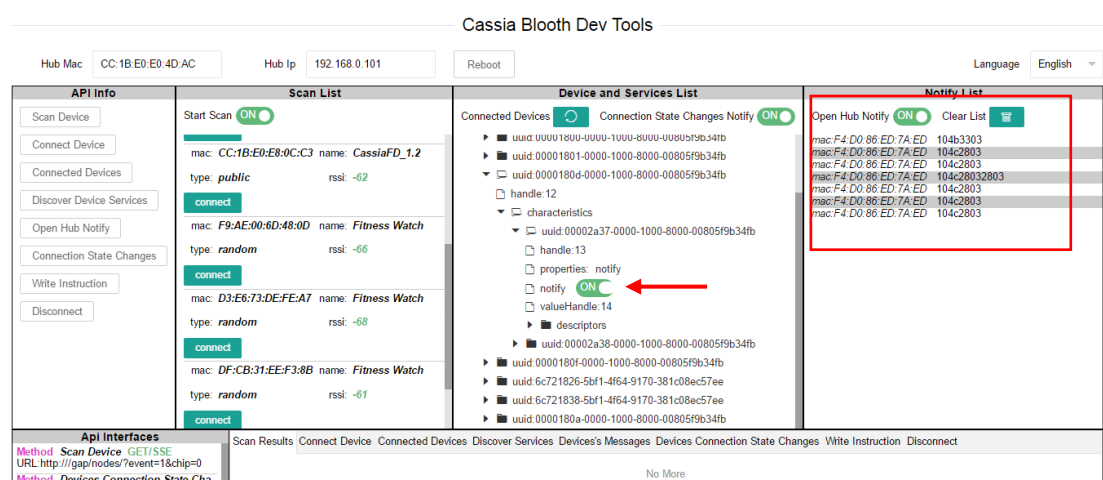 Cassia Blooth Dev Tools
Hub Mac CC:1B:E0:E0:4D:AC Hub Ip 192.168.0.101 Reboot Language English
API Info
Scan Device
Connect Device
Connected Devices
Discover Device Services
Open Hub Notify
Connection State Changes
Write Instruction
Disconnect
Scan List
Start Scan ON
mac: CC:1B:E0:E8:0C:C3 name: CassiaFD_1.2
type: public rssi: -62
connect
mac: F9:AE:00:6D:48:0D name: Fitness Watch
type: random rssi: -66
connect
mac: D3:E6:73:DE:FE:A7 name: Fitness Watch
type: random rssi: -68
connect
mac: DF:CB:31:EE:F3:8B name: Fitness Watch
type: random rssi: -61
connect
Device and Services List
Connected Devices Connection State Changes Notify ON
uuid:00001800-0000-1000-8000-00805f9b34fb
uuid:00001801-0000-1000-8000-00805f9b34fb
uuid:0000180d-0000-1000-8000-00805f9b34fb
handle:12
characteristics
uuid:00002a37-0000-1000-8000-00805f9b34fb
handle:13
properties: notify
notify ON
valueHandle:14
descriptors
uuid:00002a38-0000-1000-8000-00805f9b34fb
uuid:0000180f-0000-1000-8000-00805f9b34fb
uuid:6c721826-5bf1-4f64-9170-381c08ec57ee
uuid:6c721838-5bf1-4f64-9170-381c08ec57ee
uuid:0000180a-0000-1000-8000-00805f9b34fb
Notify List
Open Hub Notify ON Clear List
mac:F4:D0:86:ED:7A:ED 104b3303
mac:F4:D0:86:ED:7A:ED 104c2803
mac:F4:D0:86:ED:7A:ED 104c2803
mac:F4:D0:86:ED:7A:ED 104c28032803
mac:F4:D0:86:ED:7A:ED 104c2803
mac:F4:D0:86:ED:7A:ED 104c2803
mac:F4:D0:86:ED:7A:ED 104c2803
Api Interfaces
Method Scan Device GET/SSE
URL:http:///gap/nodes/?event=1&chip=0
Method Devices Connection State Cha
Scan Results Connect Device Connected Devices Discover Services Devices's Messages Devices Connection State Changes Write Instruction Disconnect
No More